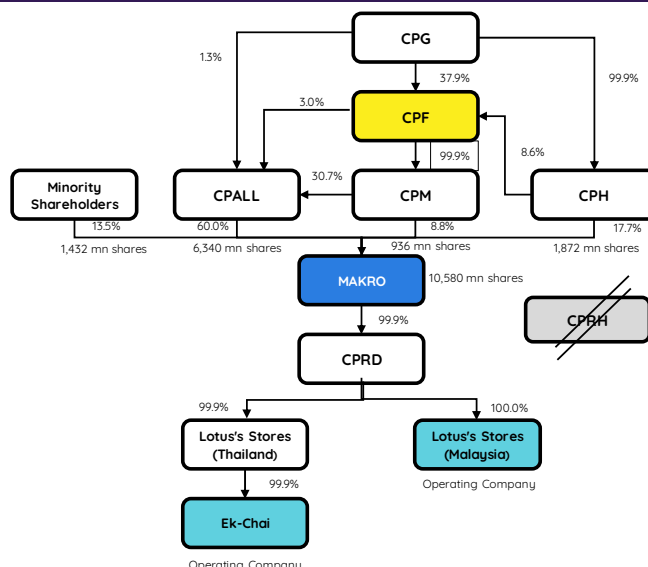 CPG
1.3%
37.9%
99.9%
3.0%
CPF
8.6%
99.9%
30.7%
Minority
Shareholders
CPALL
CPM
CPH
13.5%
60.0%
8.8%
17.7%
1,432 mn shares
6,340 mn shares
936 mn shares
1,872 mn shares
MAKRO
10,580 mn shares
CPRH
99.9%
CPRD
99.9%
100.0%
Lotus's Stores
(Thailand)
Lotus's Stores
(Malaysia)
99.9%
Operating Company
Ek-Chai
Operating Company